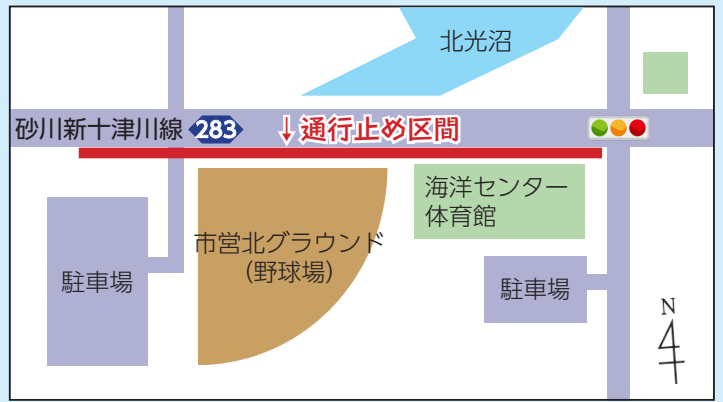 北光沼
砂川新十津川線 283
↓通行止め区間
海洋センター
体育館
市営北グラウンド
(野球場)
駐車場
駐車場
N